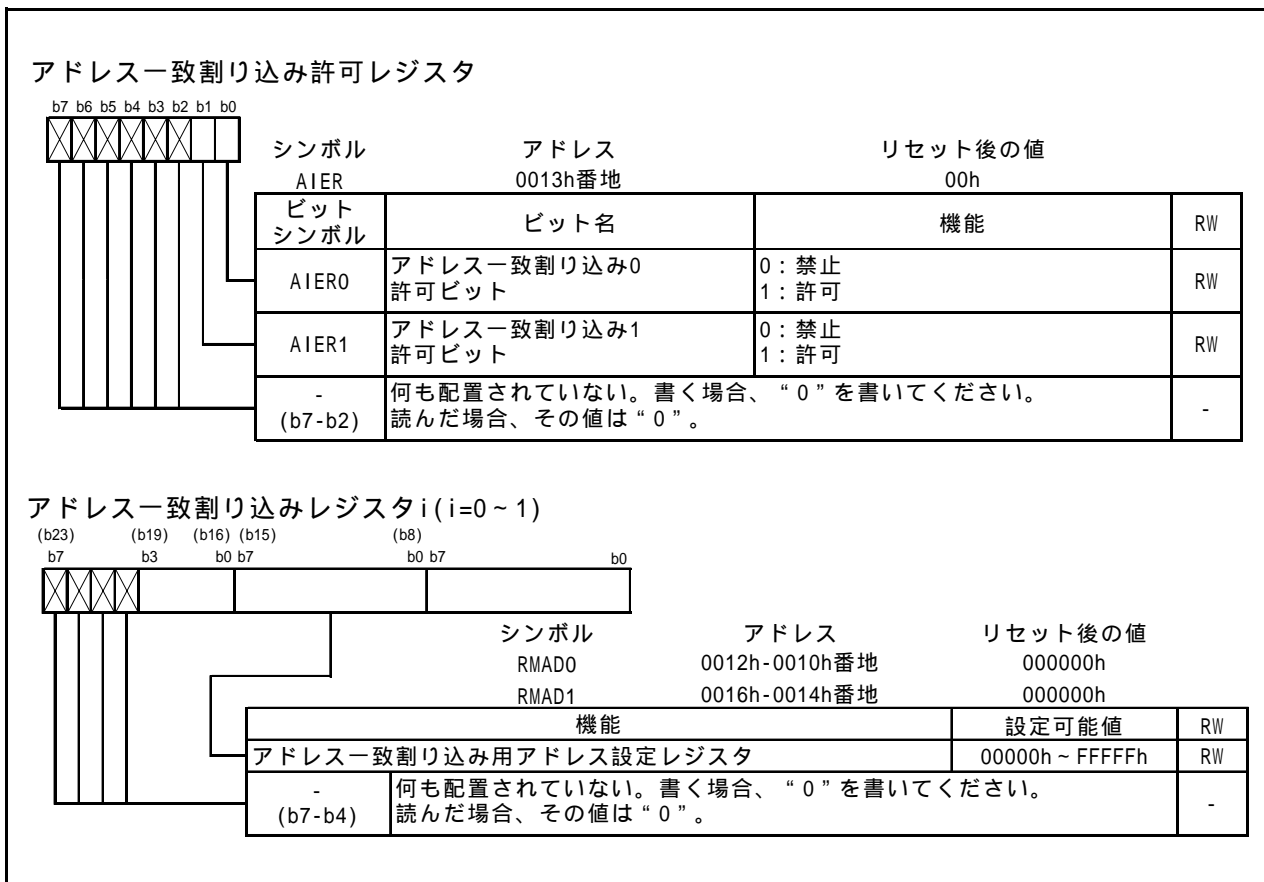 アドレス一致割り込み許可レジスタ
b7 b6 b5 b4 b3 b2 b1 b0
シンボル アドレス リセット後の値
AIER 0013h番地 00h
ビット
シンボル ビット名 機能 RW
AIER0 アドレス一致割り込み0
許可ビット 0：禁止
1：許可 RW
AIER1 アドレス一致割り込み1
許可ビット 0：禁止
1：許可 RW
-
(b7-b2) 何も配置されていない。書く場合、“0”を書いてください。
読んだ場合、その値は“0”。 -
アドレス一致割り込みレジスタi(i=0～1)
(b23) (b19) (b16) (b15) (b8)
b7 b3 b0 b7 b0 b7 b0
シンボル アドレス リセット後の値
RMAD0 0012h-0010h番地 000000h
RMAD1 0016h-0014h番地 000000h
機能 設定可能値 RW
アドレス一致割り込み用アドレス設定レジスタ 00000h～FFFFFh RW
-
(b7-b4) 何も配置されていない。書く場合、“0”を書いてください。
読んだ場合、その値は“0”。 -